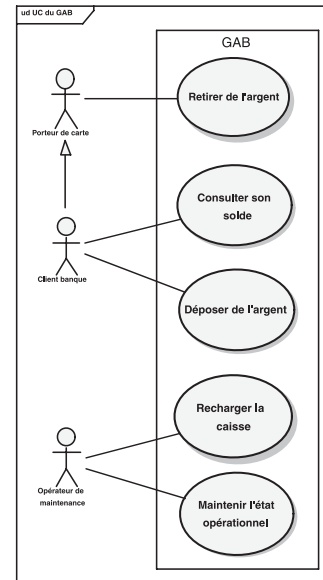 ud UC du GAB
GAB
Retirer de l'argent
Porteur de carte
Consulter son
solde
Client banque
Déposer de l'argent
Recharger la
caisse
Opérateur de
maintenance
Maintenir l'état
opérationnel